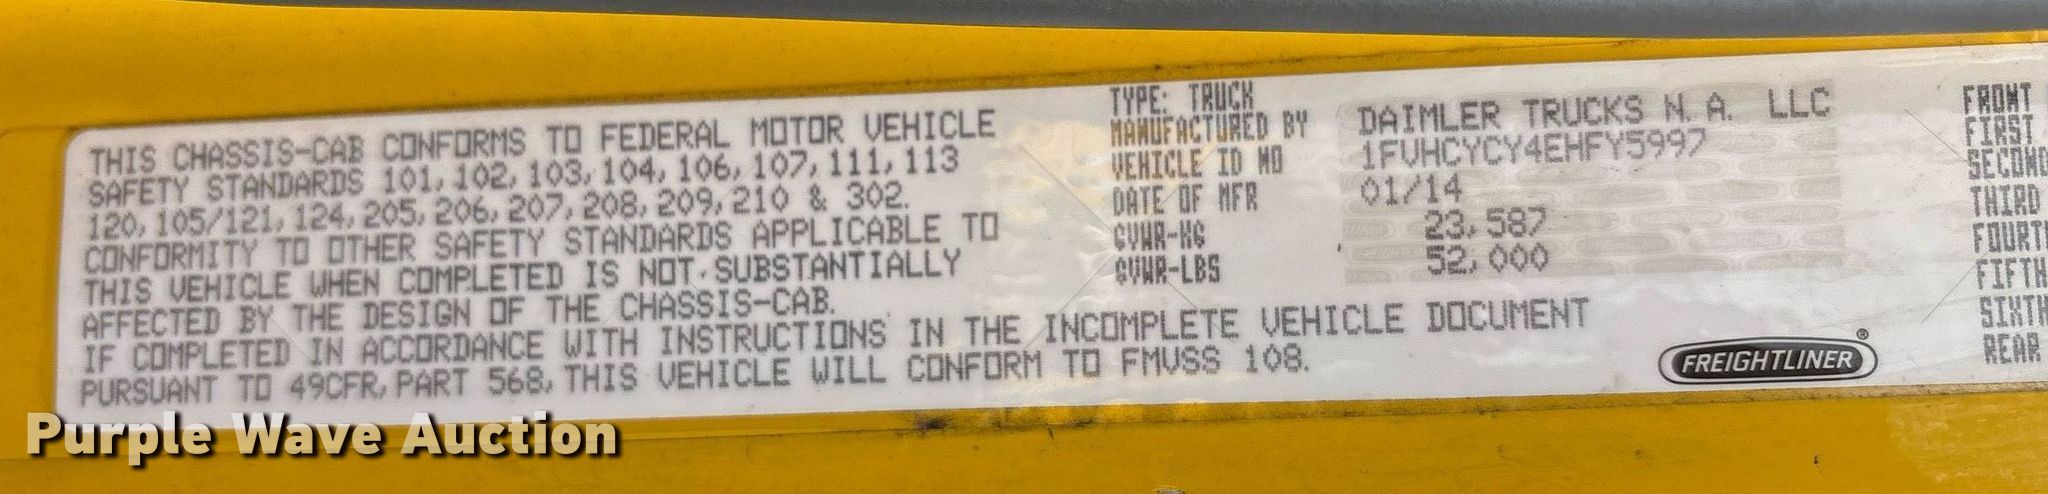 THIS CHASSIS-CAB CONFORMS TO FEDERAL MOTOR VEHICLE
SAFETY STANDARDS 101, 102, 103, 104, 106, 107, 111, 113
120, 105/121, 124, 205, 206, 207, 208, 209, 210 & 302.
CONFORMITY TO OTHER SAFETY STANDARDS APPLICABLE TO
THIS VEHICLE WHEN COMPLETED IS NOT SUBSTANTIALLY
AFFECTED BY THE DESIGN OF THE CHASSIS-CAB.
IF COMPLETED IN ACCORDANCE WITH INSTRUCTIONS IN THE INCOMPLETE VEHICLE DOCUMENT
PURSUANT TO 49CFR, PART 568, THIS VEHICLE WILL CONFORM TO FMVSS 108.
TYPE: TRUCK
MANUFACTURED BY DAIMLER TRUCKS N. A. LLC
VEHICLE ID NO 1FVHCYCY4EHFY5997
DATE OF MFR 01/14
GVWR-KG 23,587
GVWR-LBS 52,000
FREIGHTLINER®
FRONT
FIRST
SECOND
THIRD
FOURTH
FIFTH
SIXTH
REAR
Purple Wave Auction